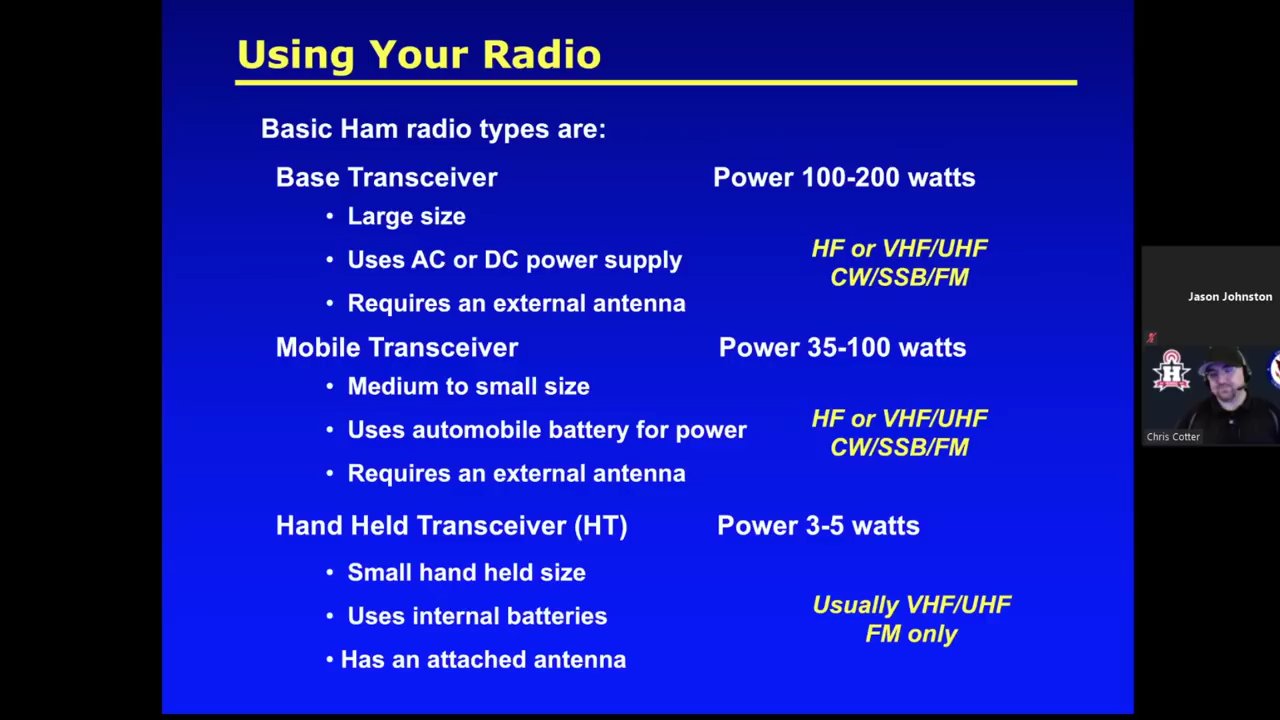 Using Your Radio
Basic Ham radio types are:
Base Transceiver Power 100-200 watts
• Large size
• Uses AC or DC power supply
• Requires an external antenna
HF or VHF/UHF
CW/SSB/FM
Mobile Transceiver Power 35-100 watts
• Medium to small size
• Uses automobile battery for power
• Requires an external antenna
HF or VHF/UHF
CW/SSB/FM
Hand Held Transceiver (HT) Power 3-5 watts
• Small hand held size
• Uses internal batteries
• Has an attached antenna
Usually VHF/UHF
FM only
Jason Johnston
H
Chris Cotter